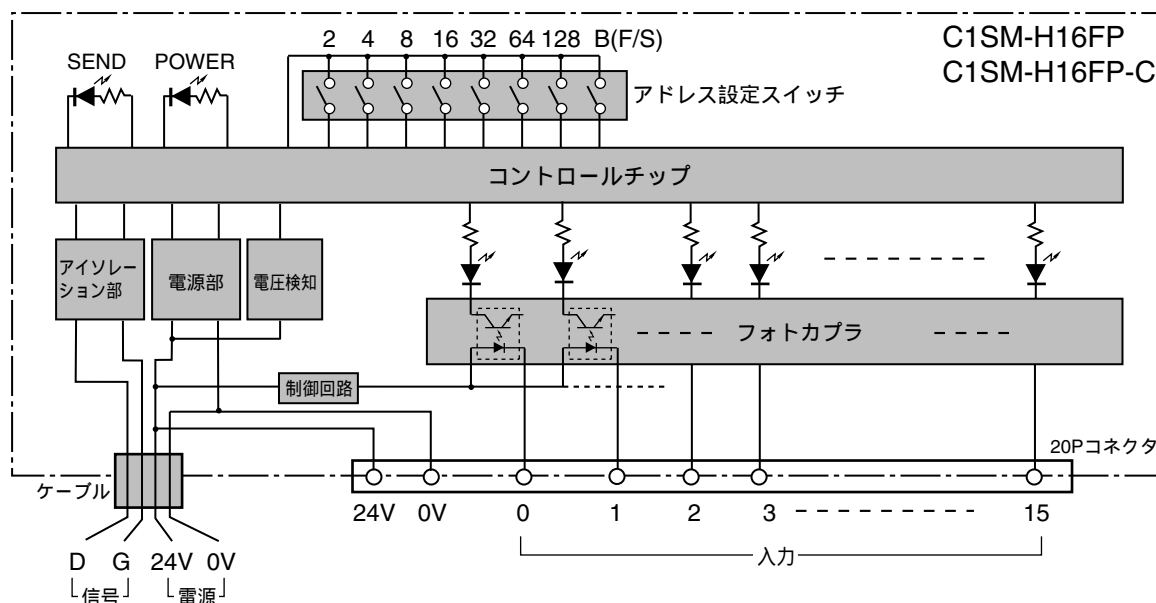 C1SM-H16FP
C1SM-H16FP-C
2 4 8 16 32 64 128 B(F/S)
SEND POWER
アドレス設定スイッチ
コントロールチップ
アイソレー
ション部
電源部
電圧検知
フォトカプラ
制御回路
20Pコネクタ
ケーブル
24V 0V 0 1 2 3 15
入力
D G 24V 0V
信号 電源